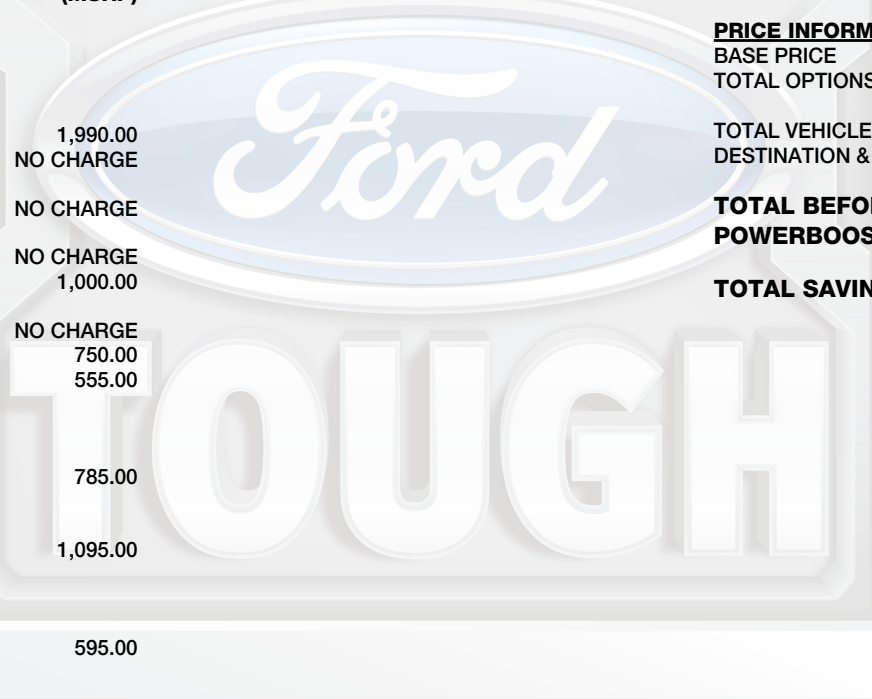 (MSRP)
1,990.00
NO CHARGE
NO CHARGE
NO CHARGE
1,000.00
NO CHARGE
750.00
555.00
785.00
1,095.00
595.00
PRICE INFORM
BASE PRICE
TOTAL OPTIONS
TOTAL VEHICLE
DESTINATION &
TOTAL BEFO
POWERBOOS
TOTAL SAVIN
Ford
TOUGH